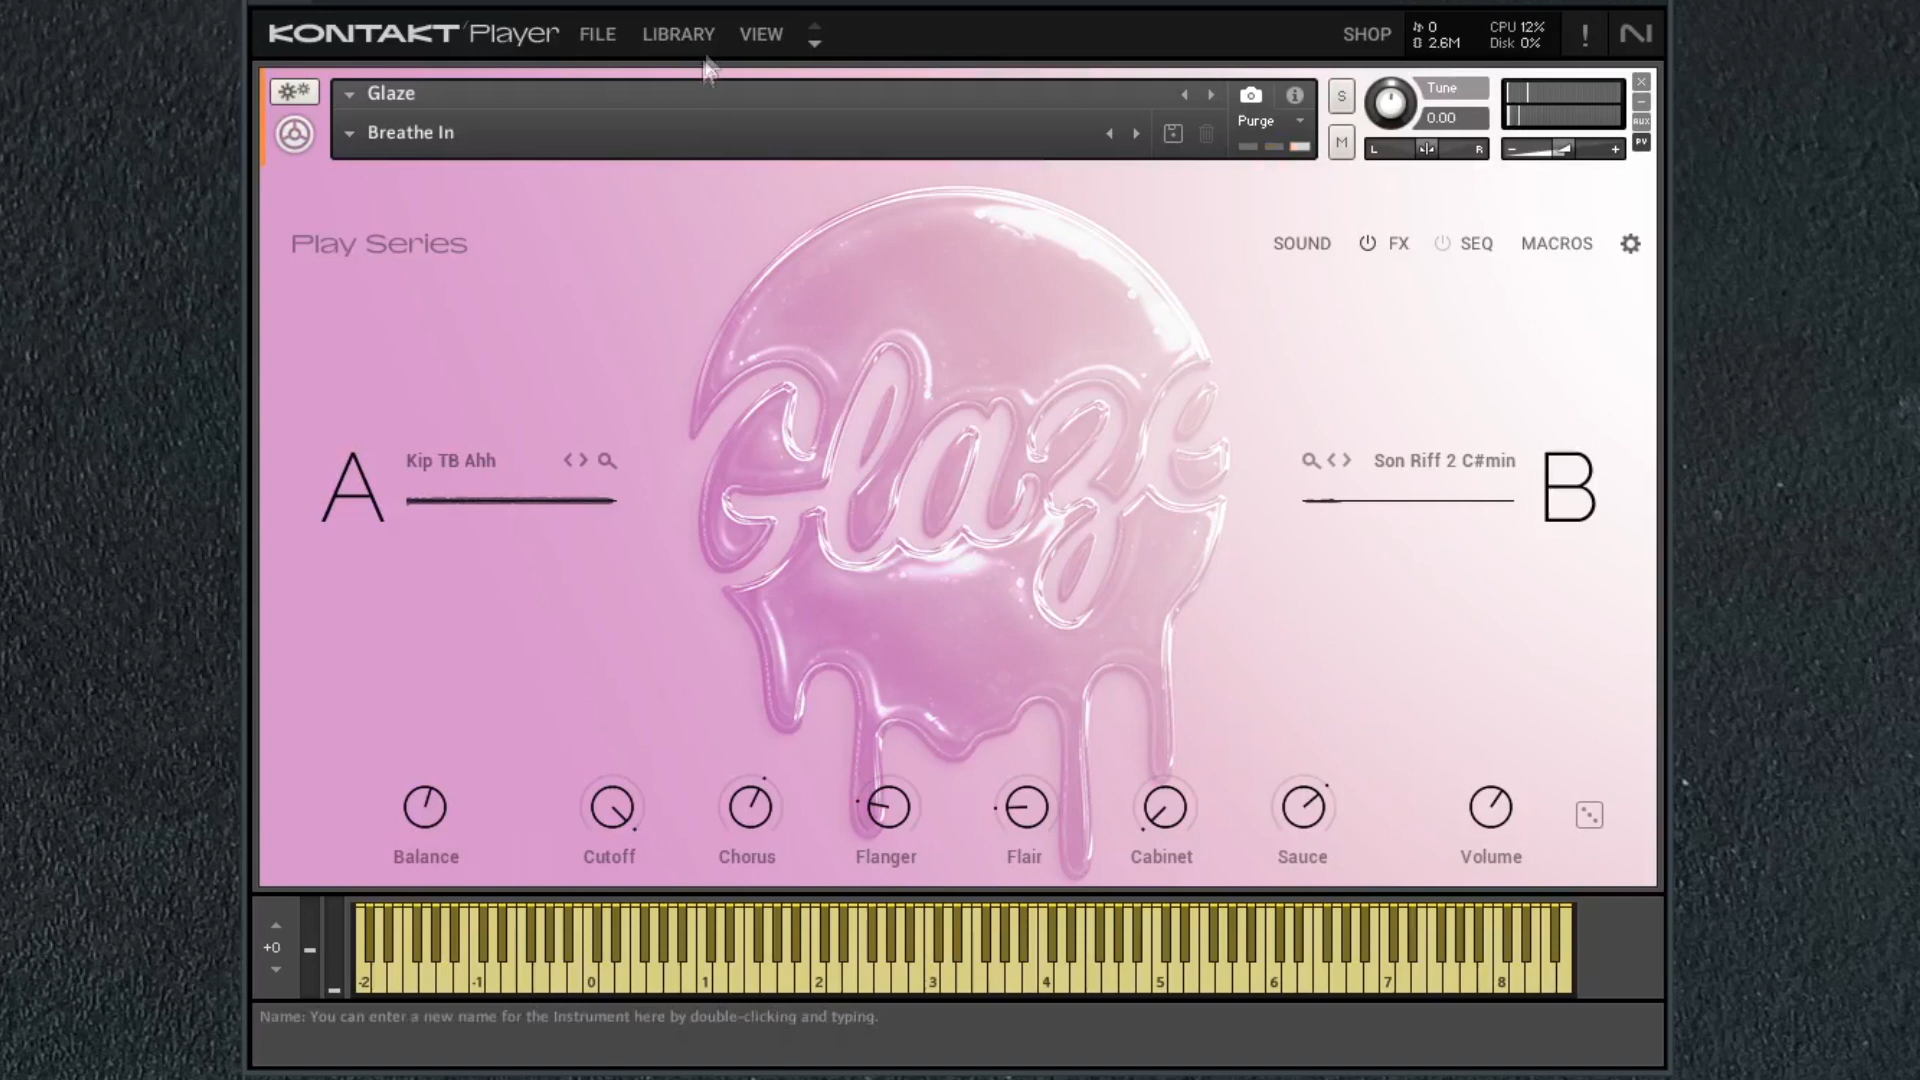 KONTAKT Player FILE LIBRARY VIEW SHOP 0 CPU 12%
2.6M Disk 0%
Glaze Tune
Breathe In Purge 0.00
S
M
L R - +
AUX
PV
Play Series SOUND FX SEQ MACROS
Glaze
A Kip TB Ahh Son Riff 2 C#min B
Balance Cutoff Chorus Flanger Flair Cabinet Sauce Volume
+0
-2 -1 0 1 2 3 4 5 6 7 8
Name: You can enter a new name for the Instrument here by double-clicking and typing.